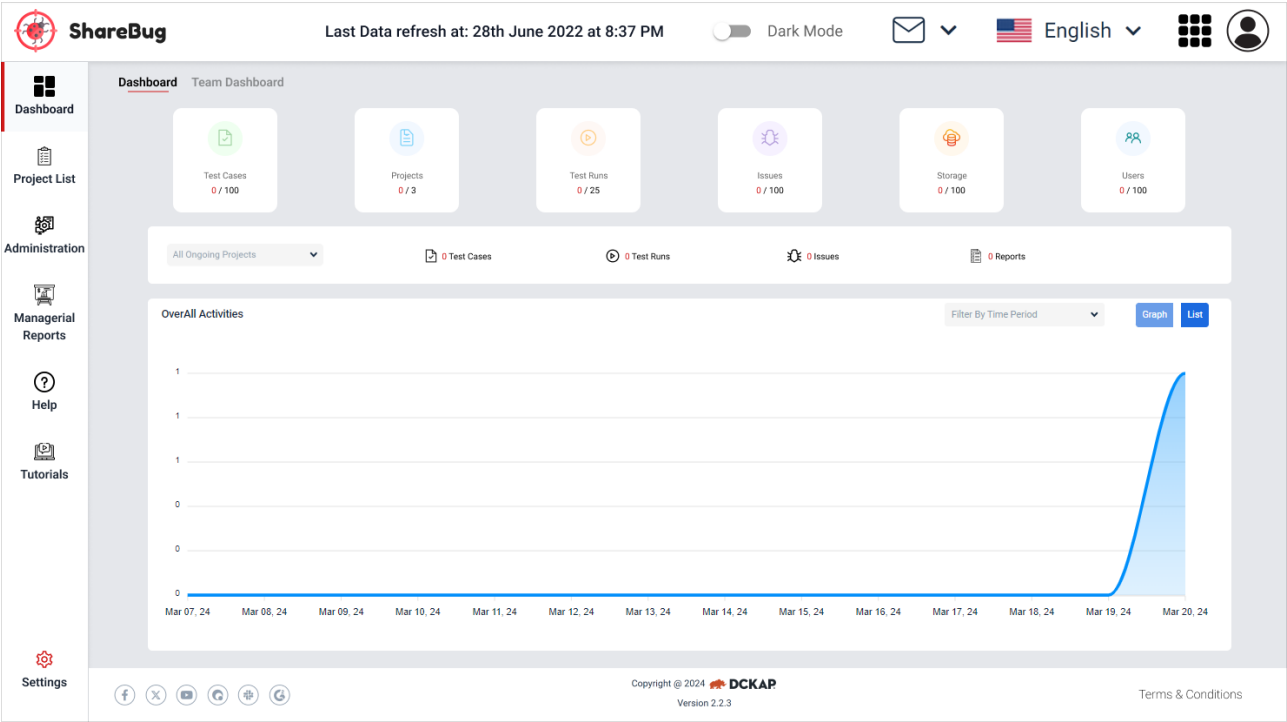 ShareBug
Last Data refresh at: 28th June 2022 at 8:37 PM
Dark Mode
English
Dashboard
Project List
Administration
Managerial
Reports
Help
Tutorials
Settings
Dashboard Team Dashboard
Test Cases
0 / 100
Projects
0 / 3
Test Runs
0 / 25
Issues
0 / 100
Storage
0 / 100
Users
0 / 100
All Ongoing Projects
0 Test Cases
0 Test Runs
0 Issues
0 Reports
OverAll Activities
Filter By Time Period
Graph
List
1
1
1
0
0
0
Mar 07, 24 Mar 08, 24 Mar 09, 24 Mar 10, 24 Mar 11, 24 Mar 12, 24 Mar 13, 24 Mar 14, 24 Mar 15, 24 Mar 16, 24 Mar 17, 24 Mar 18, 24 Mar 19, 24 Mar 20, 24
Copyright @ 2024 DCKAP
Version 2.2.3
Terms & Conditions